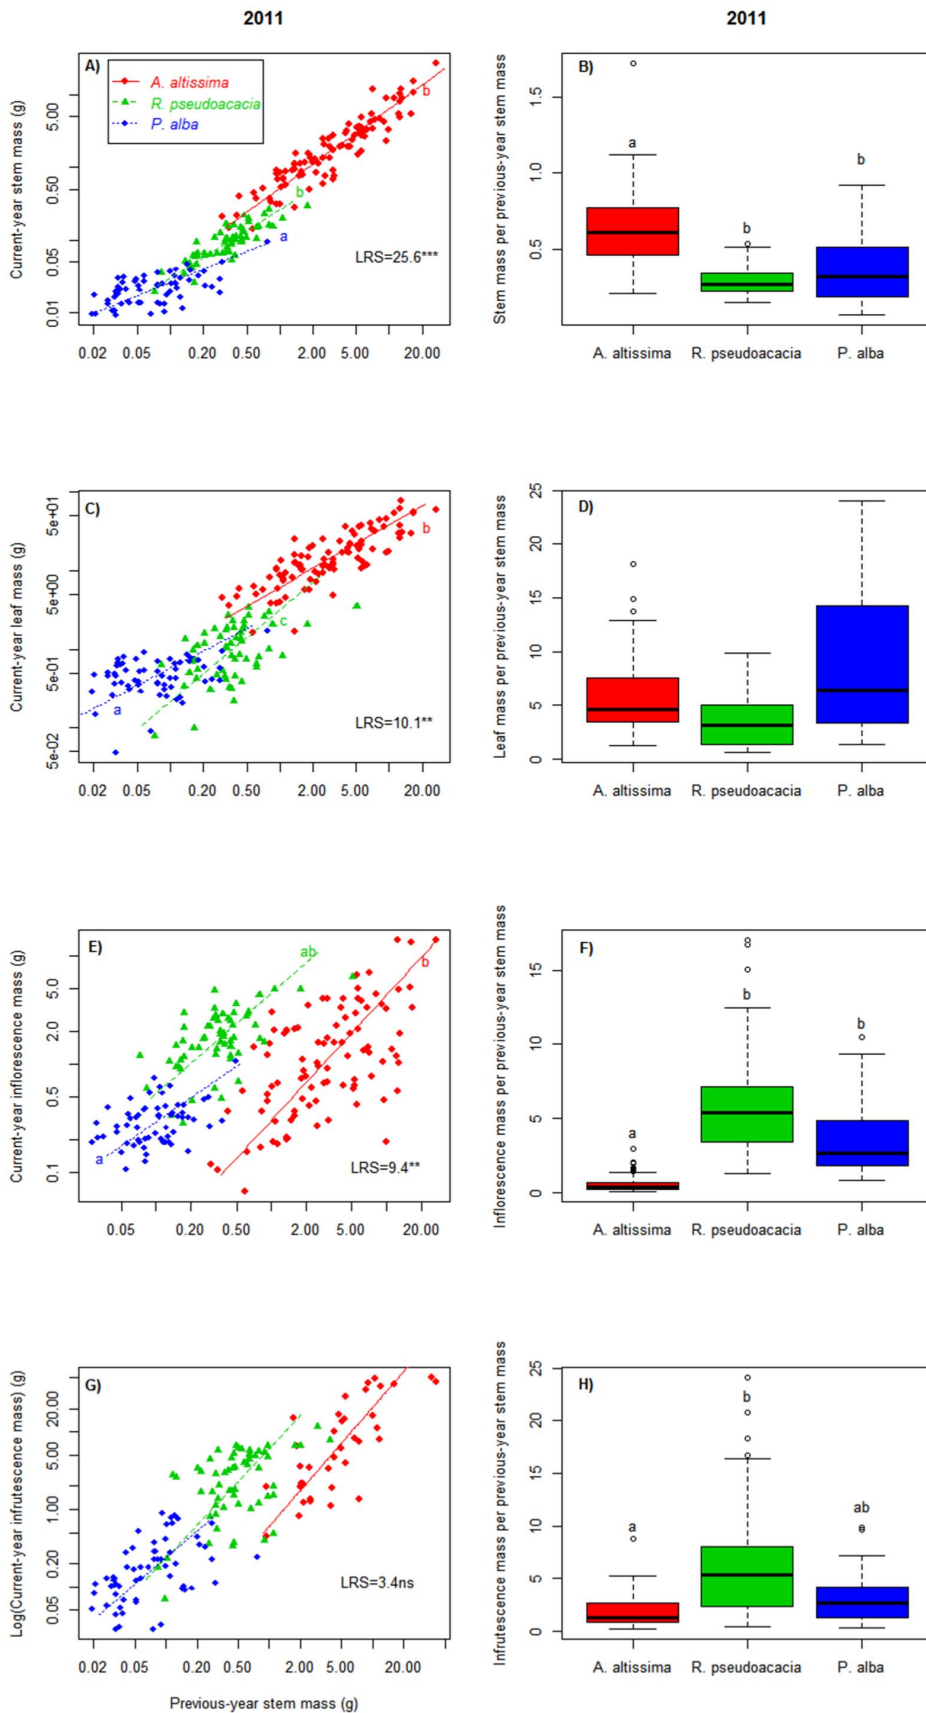 2011
2011
A)
A. altissima
R. pseudoacacia
P. alba
b
b
a
LRS=25.6***
Current-year stem mass (g)
5.00
0.50
0.05
0.01
0.02 0.05 0.20 0.50 2.00 5.00 20.00
B)
a
b
b
Stem mass per previous-year stem mass
1.5
1.0
0.5
A. altissima R. pseudoacacia P. alba
C)
b
c
a
LRS=10.1**
Current-year leaf mass (g)
5e+01
5e+00
5e-01
5e-02
0.02 0.05 0.20 0.50 2.00 5.00 20.00
D)
Leaf mass per previous-year stem mass
25
20
15
10
5
0
A. altissima R. pseudoacacia P. alba
E)
ab
b
a
LRS=9.4**
Current-year inflorescence mass (g)
5.0
2.0
0.5
0.1
0.05 0.20 0.50 2.00 5.00 20.00
F)
a
b
b
Inflorescence mass per previous-year stem mass
15
10
5
0
A. altissima R. pseudoacacia P. alba
G)
LRS=3.4ns
Log(Current-year infrutescence mass) (g)
20.00
5.00
1.00
0.20
0.05
0.02 0.05 0.20 0.50 2.00 5.00 20.00
Previous-year stem mass (g)
H)
a
b
ab
Infrutescence mass per previous-year stem mass
25
20
15
10
5
0
A. altissima R. pseudoacacia P. alba